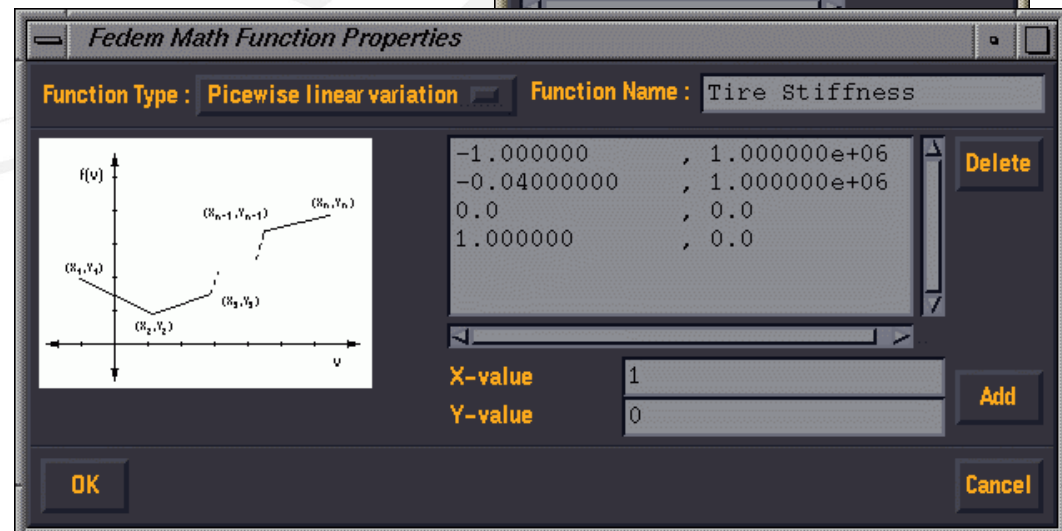 Fedem Math Function Properties
Function Type : Picewise linear variation Function Name : Tire Stiffness
f(v)
(X₁,Y₁)
(X₂,Y₂)
(X₃,Y₃)
(Xₙ₋₁,Yₙ₋₁)
(Xₙ,Yₙ)
v
-1.000000 , 1.000000e+06
-0.04000000 , 1.000000e+06
0.0 , 0.0
1.000000 , 0.0
Delete
X-value 1
Y-value 0
Add
OK
Cancel